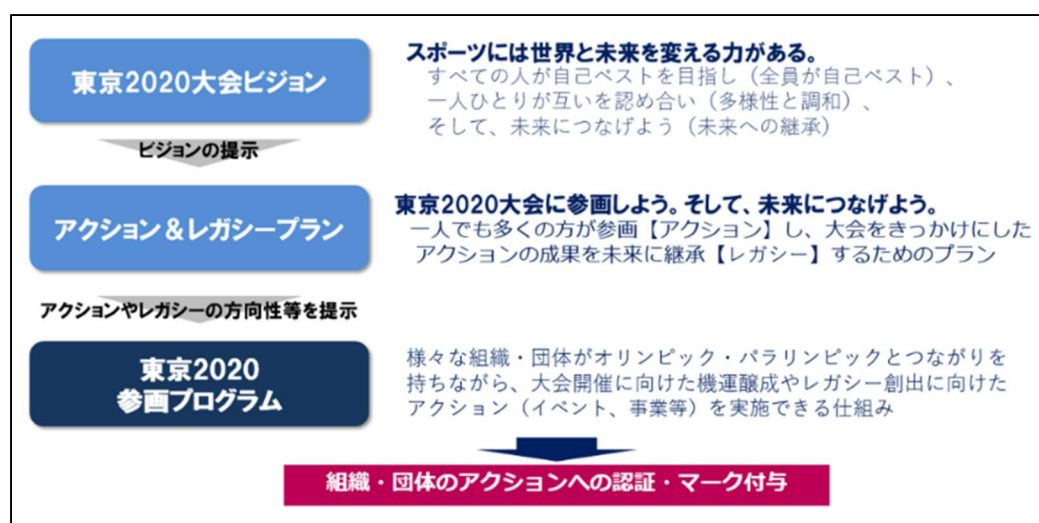 東京2020大会ビジョン
スポーツには世界と未来を変える力がある。
すべての人が自己ベストを目指し（全員が自己ベスト）、
一人ひとりが互いを認め合い（多様性と調和）、
そして、未来につなげよう（未来への継承）
ビジョンの提示
アクション＆レガシープラン
東京2020大会に参画しよう。そして、未来につなげよう。
一人でも多くの方が参画【アクション】し、大会をきっかけにした
アクションの成果を未来に継承【レガシー】するためのプラン
アクションやレガシーの方向性等を提示
東京2020
参画プログラム
様々な組織・団体がオリンピック・パラリンピックとつながりを
持ちながら、大会開催に向けた機運醸成やレガシー創出に向けた
アクション（イベント、事業等）を実施できる仕組み
組織・団体のアクションへの認証・マーク付与